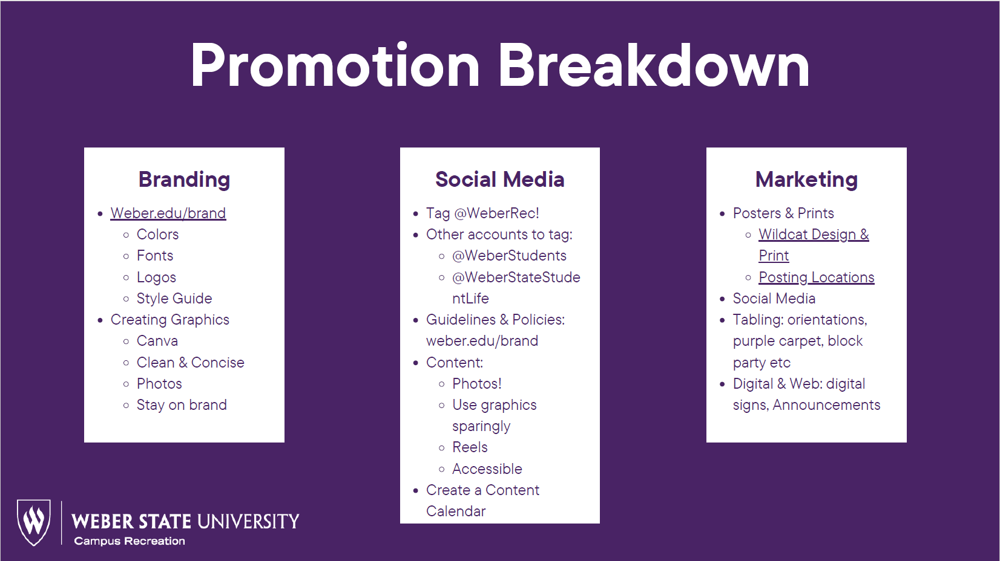 Promotion Breakdown
Branding
• Weber.edu/brand
◦ Colors
◦ Fonts
◦ Logos
◦ Style Guide
• Creating Graphics
◦ Canva
◦ Clean & Concise
◦ Photos
◦ Stay on brand
Social Media
• Tag @WeberRec!
• Other accounts to tag:
◦ @WeberStudents
◦ @WeberStateStude
ntLife
• Guidelines & Policies:
weber.edu/brand
• Content:
◦ Photos!
◦ Use graphics
sparingly
◦ Reels
◦ Accessible
• Create a Content
Calendar
Marketing
• Posters & Prints
◦ Wildcat Design &
Print
◦ Posting Locations
• Social Media
• Tabling: orientations,
purple carpet, block
party etc
• Digital & Web: digital
signs, Announcements
W
WEBER STATE UNIVERSITY
Campus Recreation